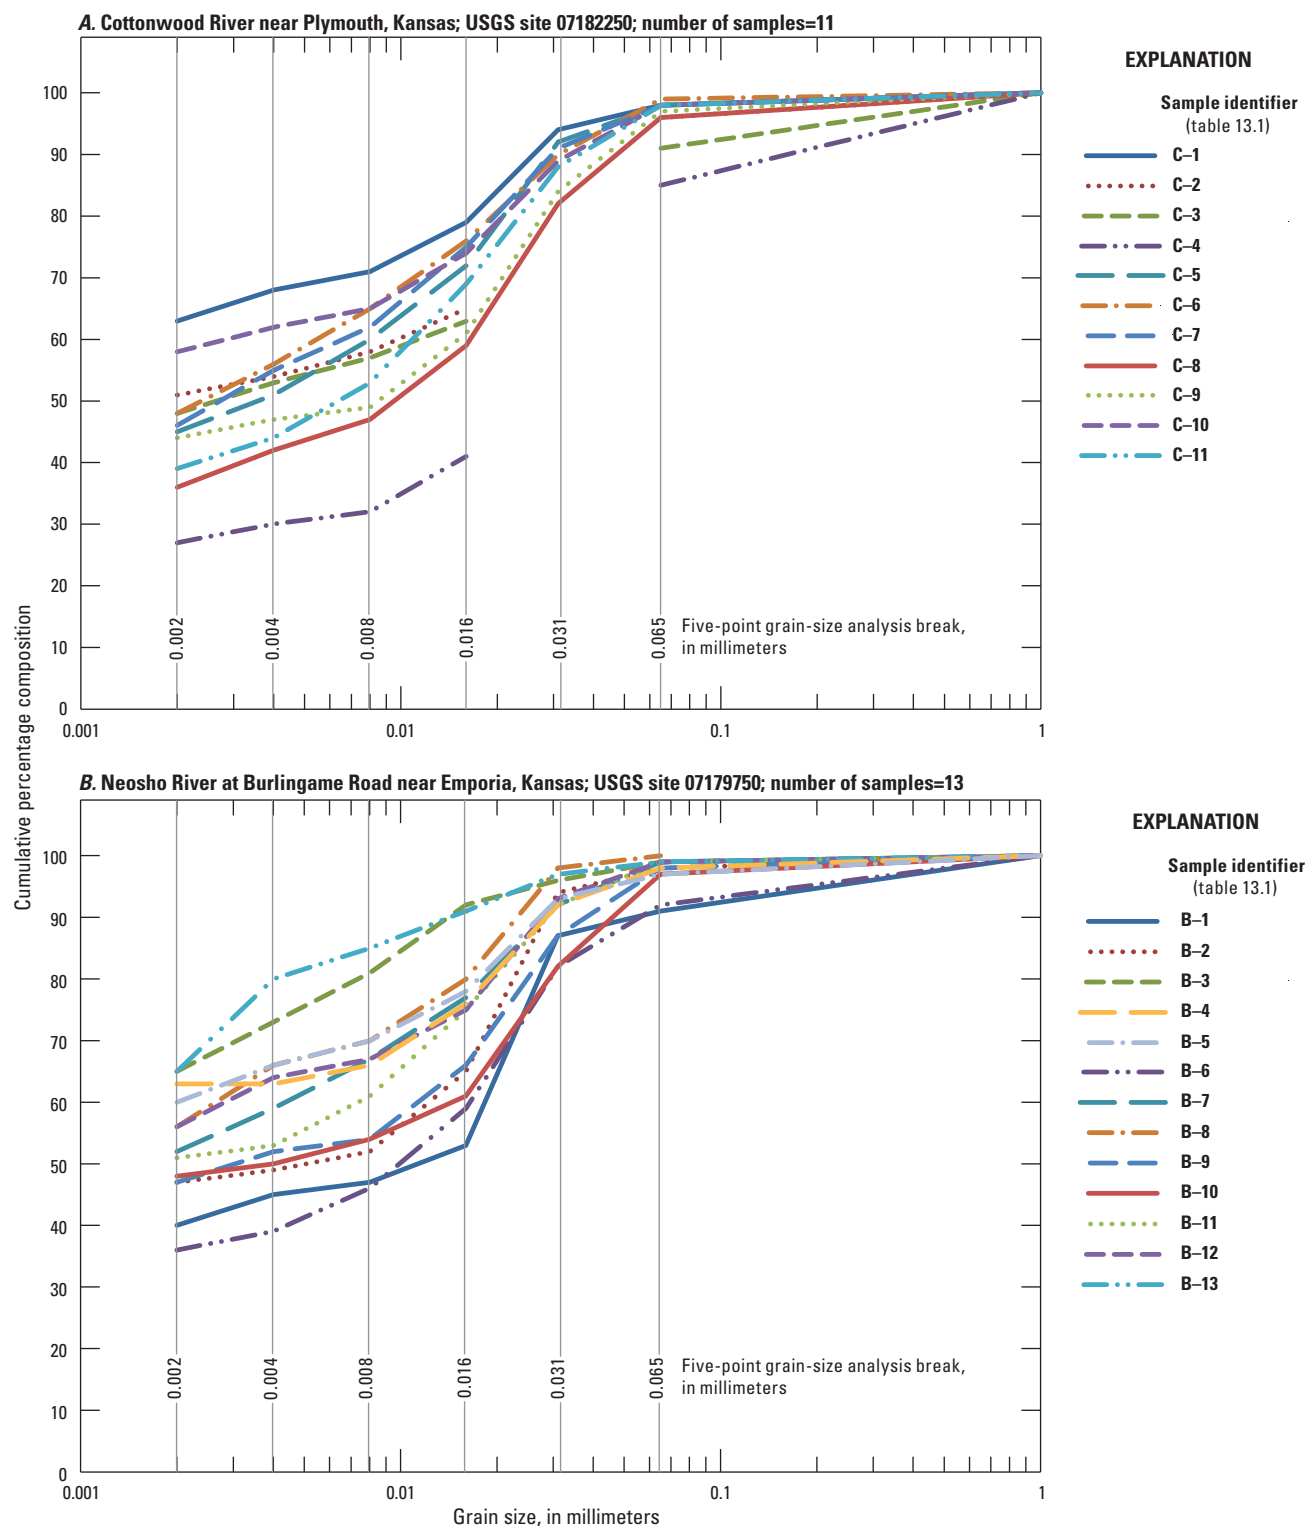 A. Cottonwood River near Plymouth, Kansas; USGS site 07182250; number of samples=11
100
90
80
70
60
50
40
30
20
10
0
0.002
0.004
0.008
0.016
0.031
0.065
Five-point grain-size analysis break,
in millimeters
0.001
0.01
0.1
1
EXPLANATION
Sample identifier
(table 13.1)
C–1
C–2
C–3
C–4
C–5
C–6
C–7
C–8
C–9
C–10
C–11
Cumulative percentage composition
B. Neosho River at Burlingame Road near Emporia, Kansas; USGS site 07179750; number of samples=13
100
90
80
70
60
50
40
30
20
10
0
0.002
0.004
0.008
0.016
0.031
0.065
Five-point grain-size analysis break,
in millimeters
0.001
0.01
0.1
1
Grain size, in millimeters
EXPLANATION
Sample identifier
(table 13.1)
B–1
B–2
B–3
B–4
B–5
B–6
B–7
B–8
B–9
B–10
B–11
B–12
B–13